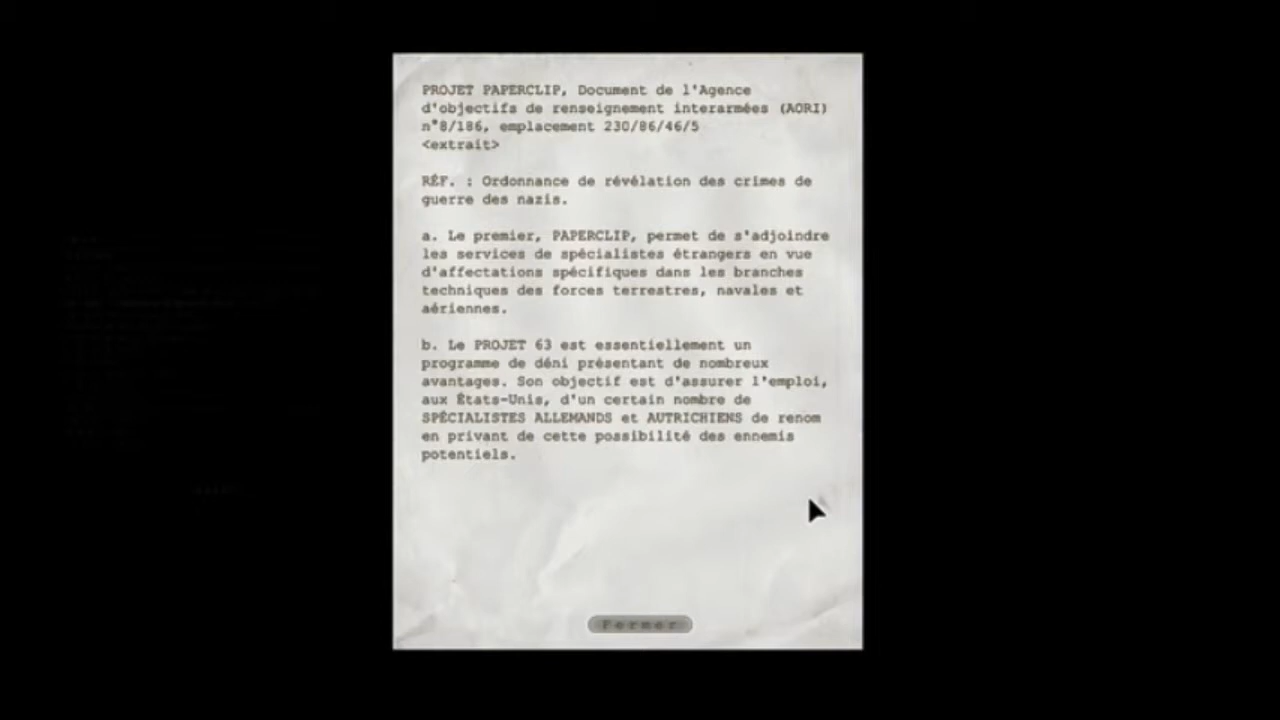 PROJET PAPERCLIP, Document de l'Agence
d'objectifs de renseignement interarmées (AORI)
n°8/186, emplacement 230/86/46/5
<extrait>
RÉF. : Ordonnance de révélation des crimes de
guerre des nazis.
a. Le premier, PAPERCLIP, permet de s'adjoindre
les services de spécialistes étrangers en vue
d'affectations spécifiques dans les branches
techniques des forces terrestres, navales et
aériennes.
b. Le PROJET 63 est essentiellement un
programme de déni présentant de nombreux
avantages. Son objectif est d'assurer l'emploi,
aux États-Unis, d'un certain nombre de
SPÉCIALISTES ALLEMANDS et AUTRICHIENS de renom
en privant de cette possibilité des ennemis
potentiels.
Fermer